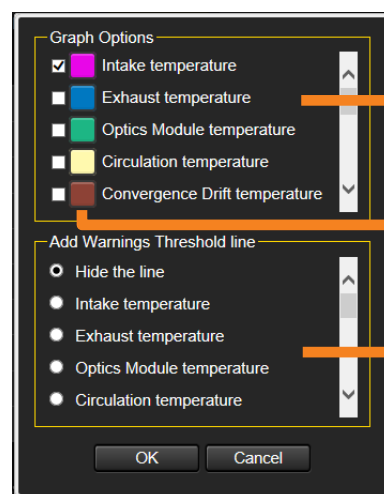 Graph Options
Intake temperature
Exhaust temperature
Optics Module temperature
Circulation temperature
Convergence Drift temperature
Add Warnings Threshold line
Hide the line
Intake temperature
Exhaust temperature
Optics Module temperature
Circulation temperature
OK Cancel